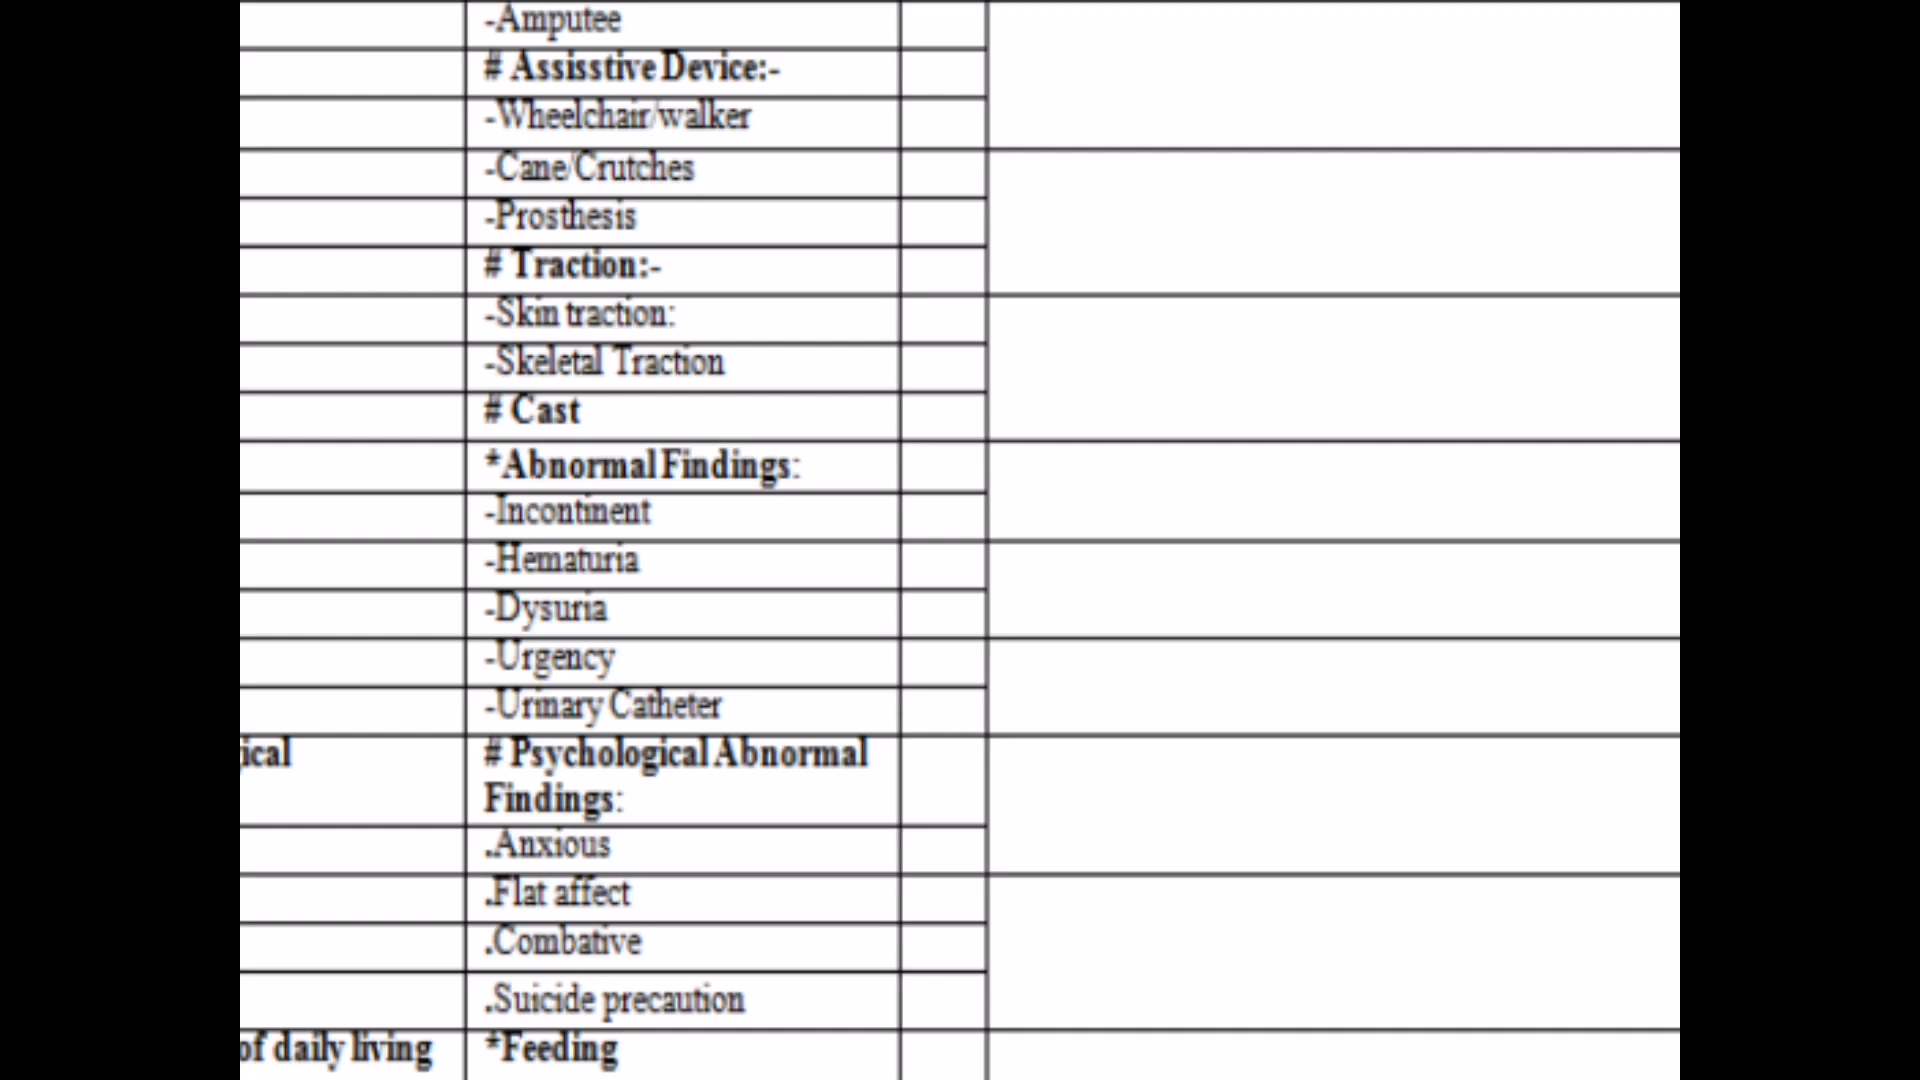 -Amputee
# Assisstive Device:-
-Wheelchair/walker
-Cane/Crutches
-Prosthesis
# Traction:-
-Skin traction:
-Skeletal Traction
# Cast
*Abnormal Findings:
-Incontinent
-Hematuria
-Dysuria
-Urgency
-Urinary Catheter
ical
# Psychological Abnormal
Findings:
.Anxious
.Flat affect
.Combative
.Suicide precaution
of daily living
*Feeding